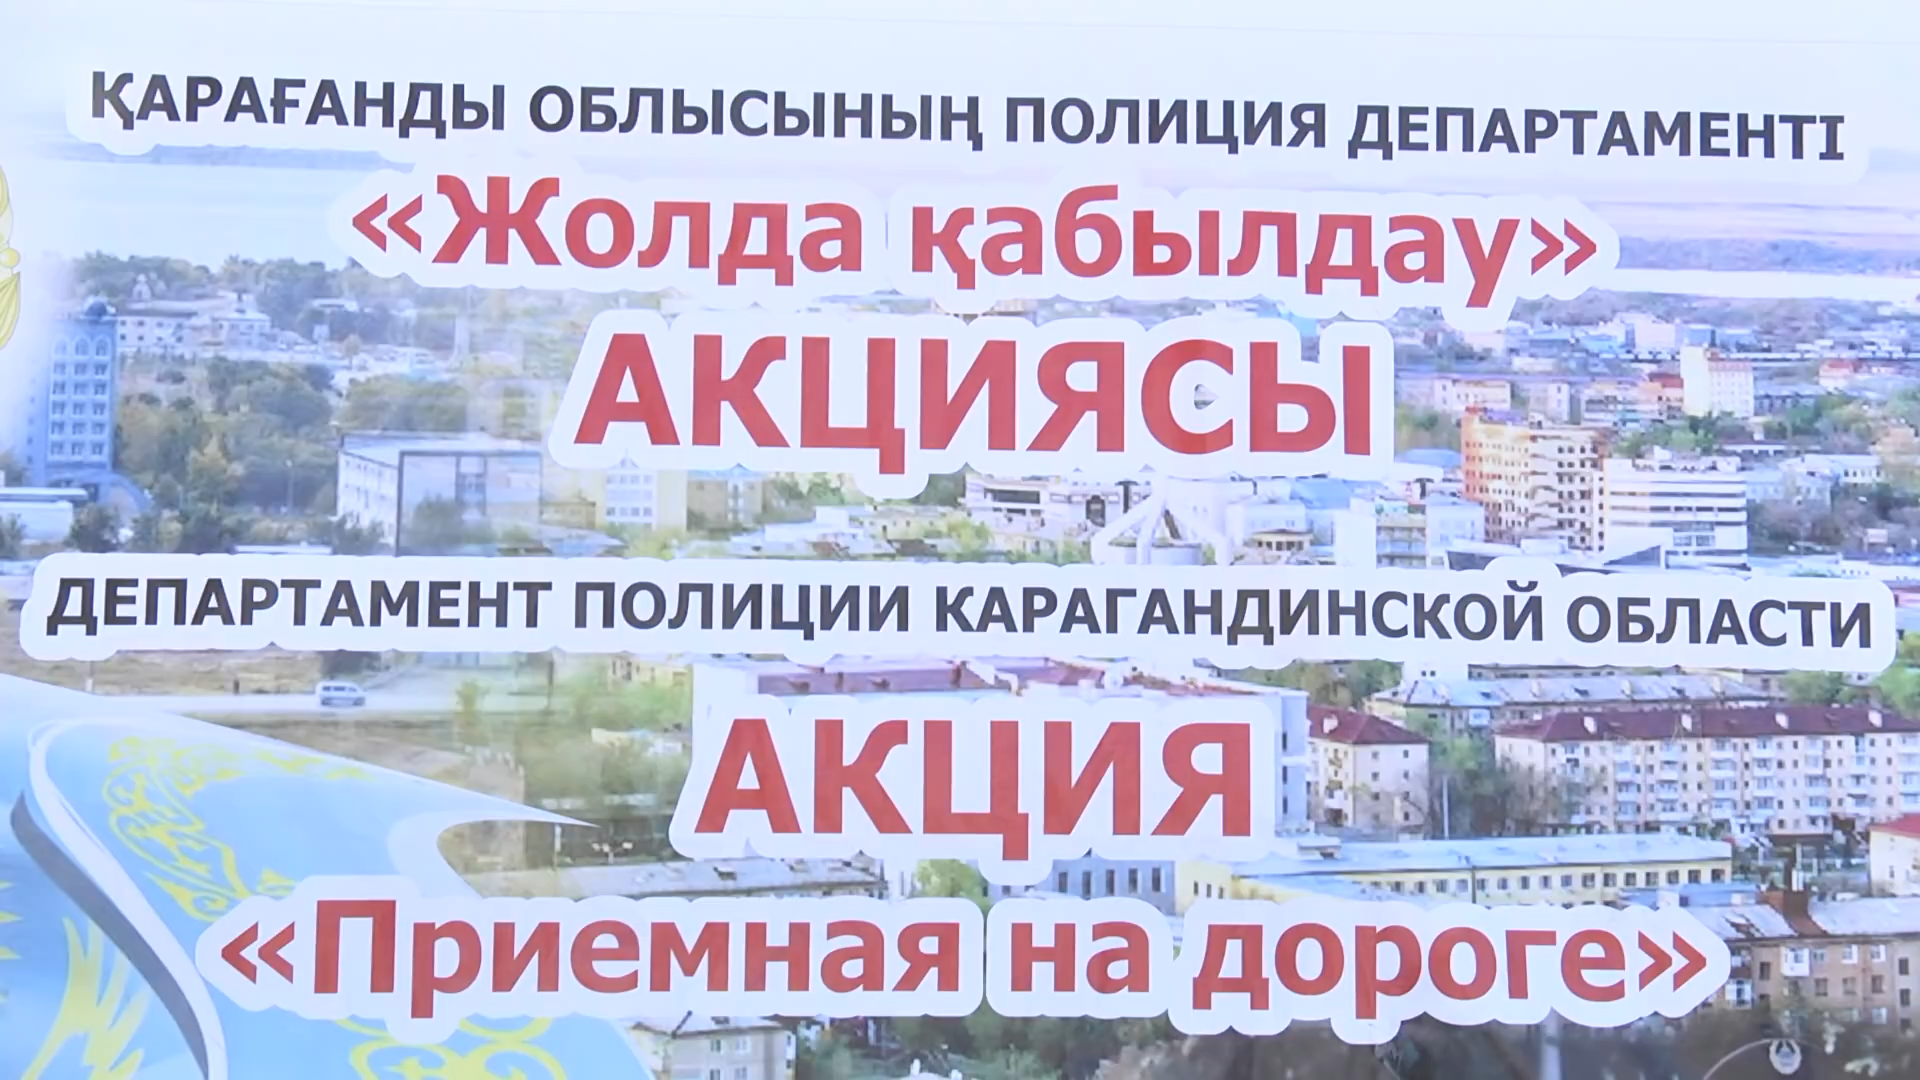 ҚАРАҒАНДЫ ОБЛЫСЫНЫҢ ПОЛИЦИЯ ДЕПАРТАМЕНТІ
«Жолда қабылдау»
АКЦИЯСЫ
ДЕПАРТАМЕНТ ПОЛИЦИИ КАРАГАНДИНСКОЙ ОБЛАСТИ
АКЦИЯ
«Приемная на дороге»